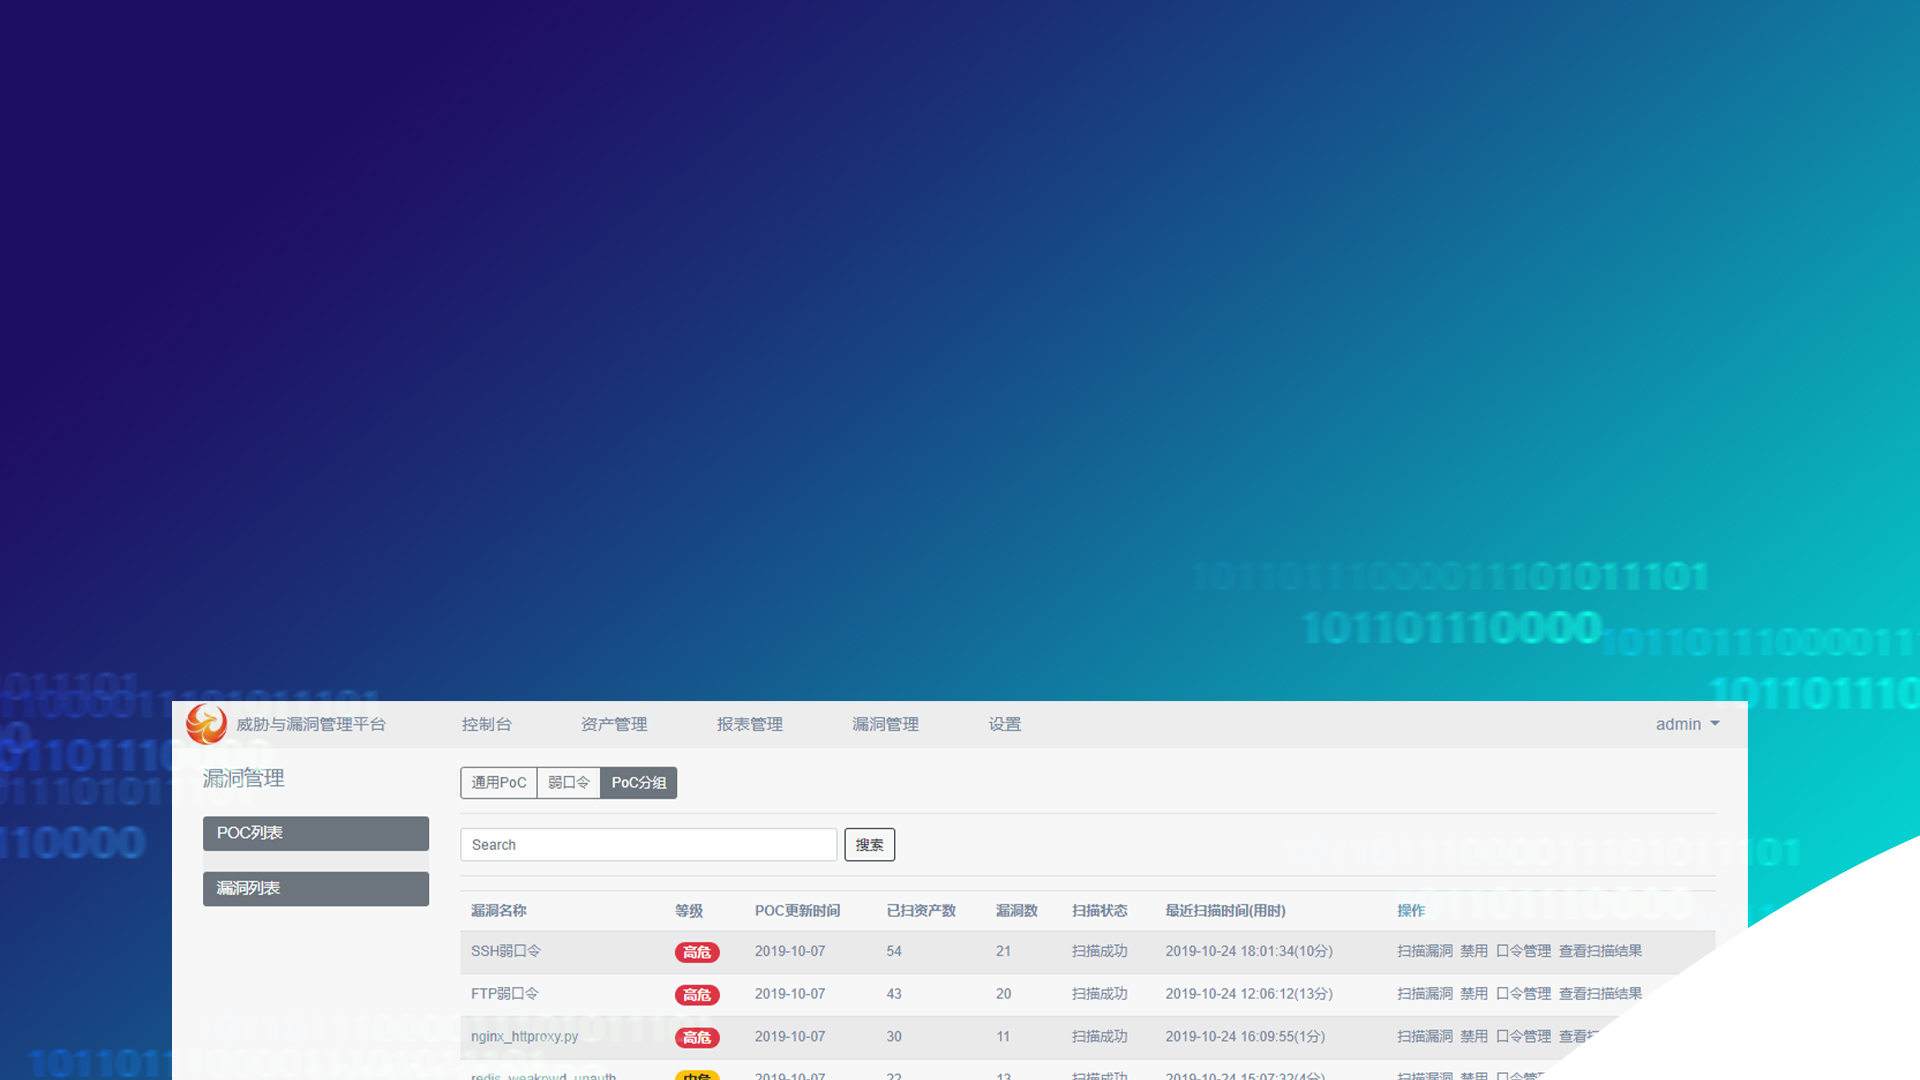 10110111000011101011101
101101110000
1011011100001 11
101101110
威胁与漏洞管理平台 控制台 资产管理 报表管理 漏洞管理 设置 admin
漏洞管理
通用PoC 弱口令 PoC分组
POC列表
Search 搜索
漏洞列表
漏洞名称 等级 POC更新时间 已扫资产数 漏洞数 扫描状态 最近扫描时间(用时) 操作
SSH弱口令 高危 2019-10-07 54 21 扫描成功 2019-10-24 18:01:34(10分) 扫描漏洞 禁用 口令管理 查看扫描结果
FTP弱口令 高危 2019-10-07 43 20 扫描成功 2019-10-24 12:06:12(13分) 扫描漏洞 禁用 口令管理 查看扫描结果
nginx_httproxy.py 高危 2019-10-07 30 11 扫描成功 2019-10-24 16:09:55(1分) 扫描漏洞 禁用 口令管理 查看
redis_weakpwd_unauth 中危 2019-10-07 22 13 扫描成功 2019-10-24 15:07:32(4分) 扫描漏洞 禁用